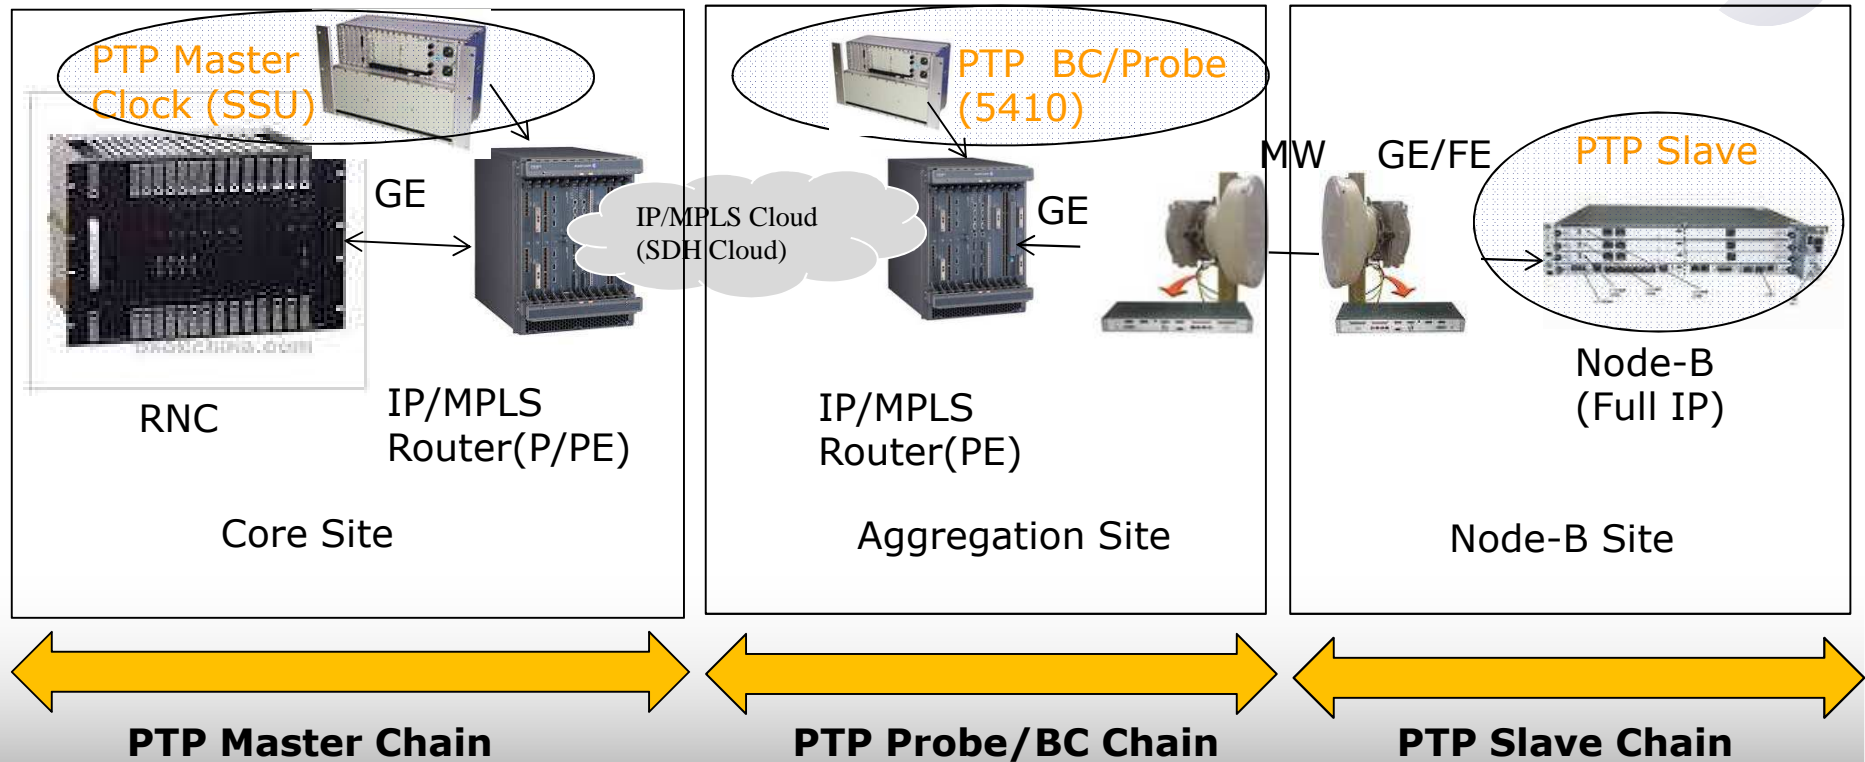 PTP Master
Clock (SSU)
GE
RNC
IP/MPLS
Router(P/PE)
Core Site
IP/MPLS Cloud
(SDH Cloud)
PTP BC/Probe
(5410)
GE
IP/MPLS
Router(PE)
Aggregation Site
MW
GE/FE
PTP Slave
Node-B
(Full IP)
Node-B Site
PTP Master Chain
PTP Probe/BC Chain
PTP Slave Chain